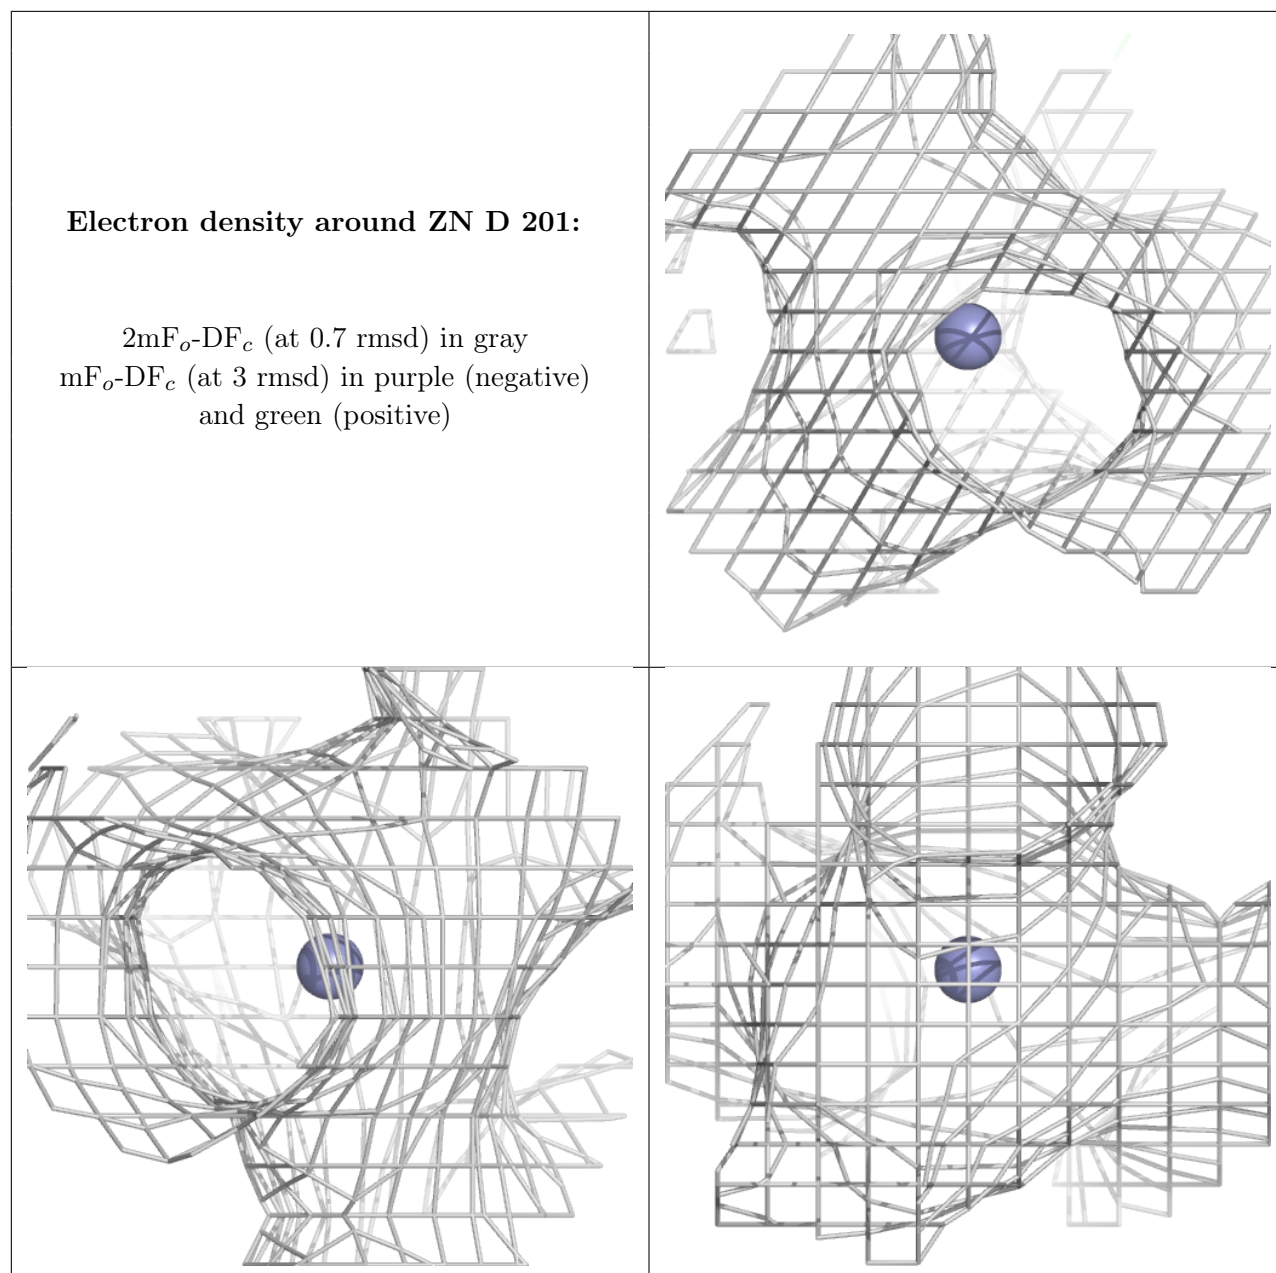 Electron density around ZN D 201:
2mFₒ-DF𝒸 (at 0.7 rmsd) in gray
mFₒ-DF𝒸 (at 3 rmsd) in purple (negative)
and green (positive)